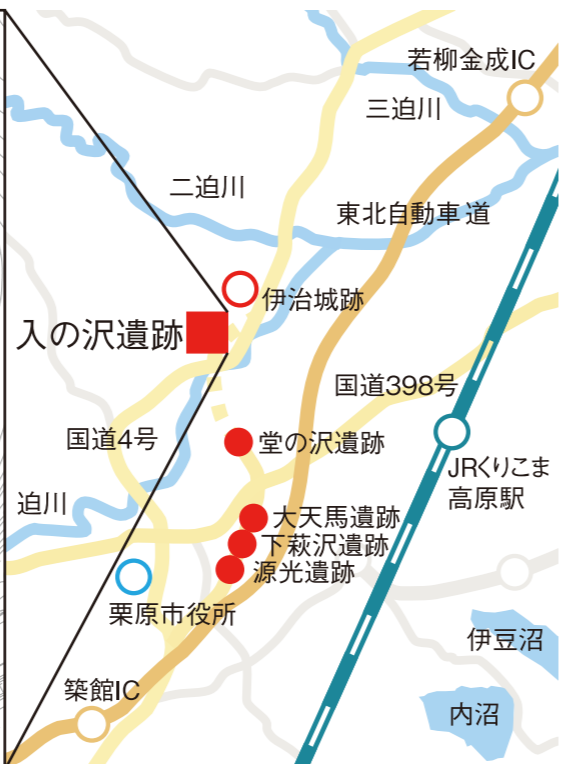 若柳金成IC
三迫川
二迫川
東北自動車道
伊治城跡
入の沢遺跡
国道398号
国道4号
堂の沢遺跡
JRくりこま
高原駅
迫川
大天馬遺跡
下萩沢遺跡
源光遺跡
栗原市役所
伊豆沼
築館IC
内沼